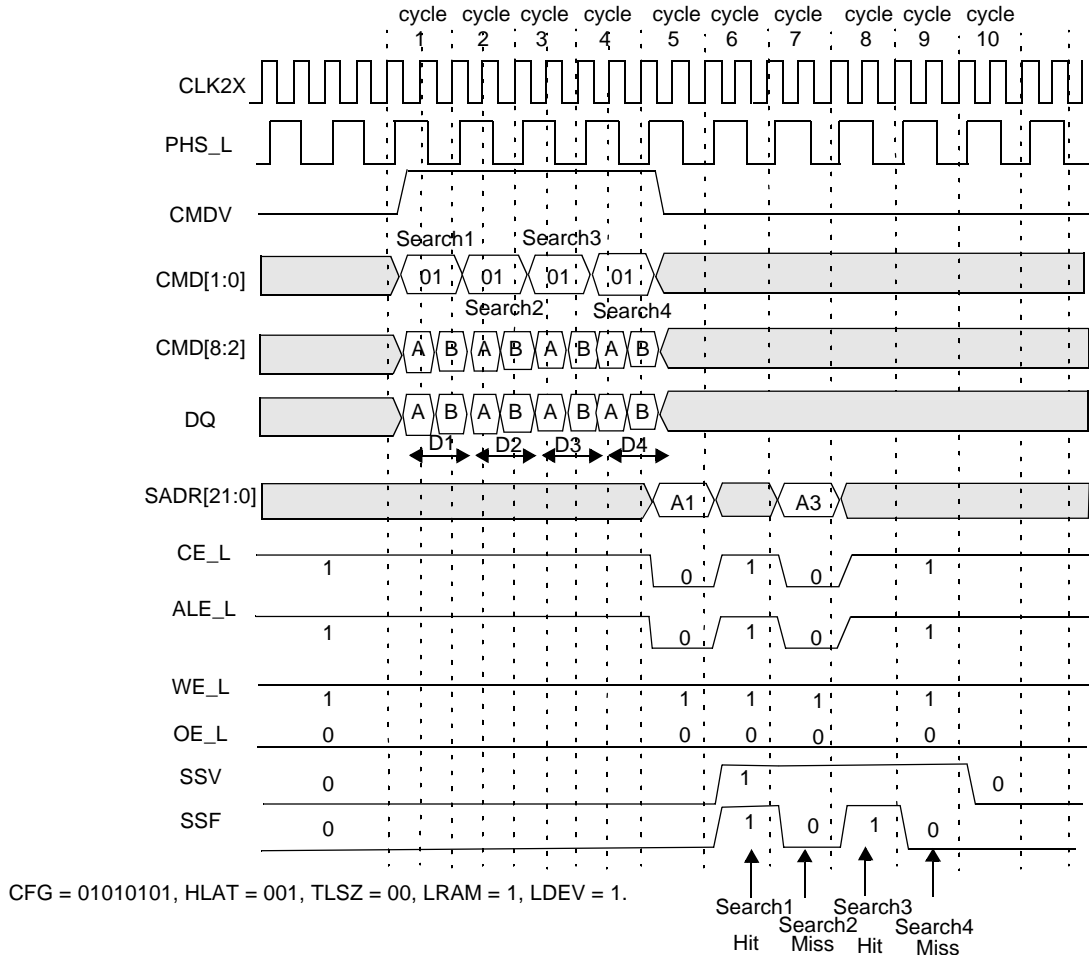 cycle cycle cycle cycle cycle cycle cycle cycle cycle cycle
1 2 3 4 5 6 7 8 9 10
CLK2X
PHS_L
CMDV
Search1 Search3
CMD[1:0] 01 01 01 01
Search2 Search4
CMD[8:2] A B A B A B A B
DQ A B A B A B A B
D1 D2 D3 D4
SADR[21:0] A1 A3
CE_L 1 0 1 0 1
ALE_L 1 0 1 0 1
WE_L 1 1 1 1 1
OE_L 0 0 0 0 0
SSV 0 1 0
SSF 0 1 0 1 0
CFG = 01010101, HLAT = 001, TLSZ = 00, LRAM = 1, LDEV = 1.
Search1 Search3
Search2 Search4
Hit Miss Hit Miss